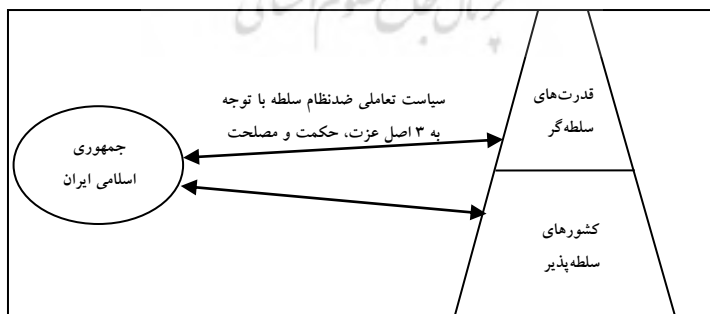 سیاست تعاملی ضدنظام سلطه با توجه
به ۳ اصل عزت، حکمت و مصلحت
قدرت‌های
سلطه‌گر
جمهوری
اسلامی ایران
کشورهای
سلطه‌پذیر